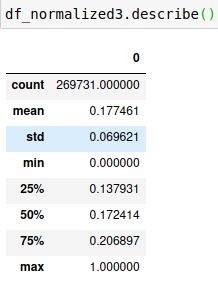 df_normalized3.describe()
0
count 269731.000000
mean 0.177461
std 0.069621
min 0.000000
25% 0.137931
50% 0.172414
75% 0.206897
max 1.000000